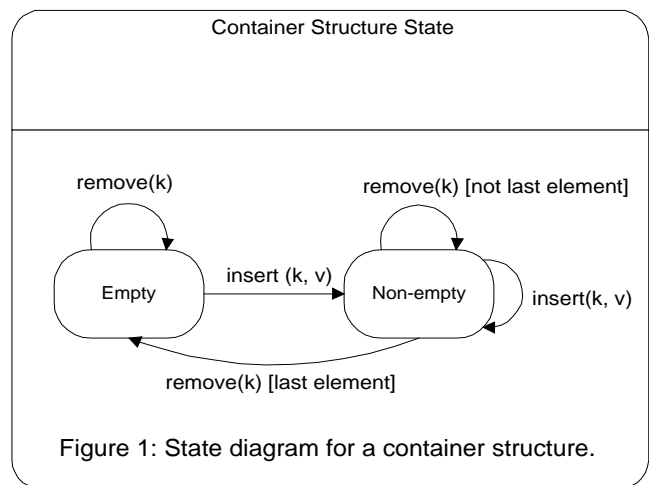 Container Structure State
remove(k)
remove(k) [not last element]
Empty
insert (k, v)
Non-empty
insert(k, v)
remove(k) [last element]
Figure 1: State diagram for a container structure.